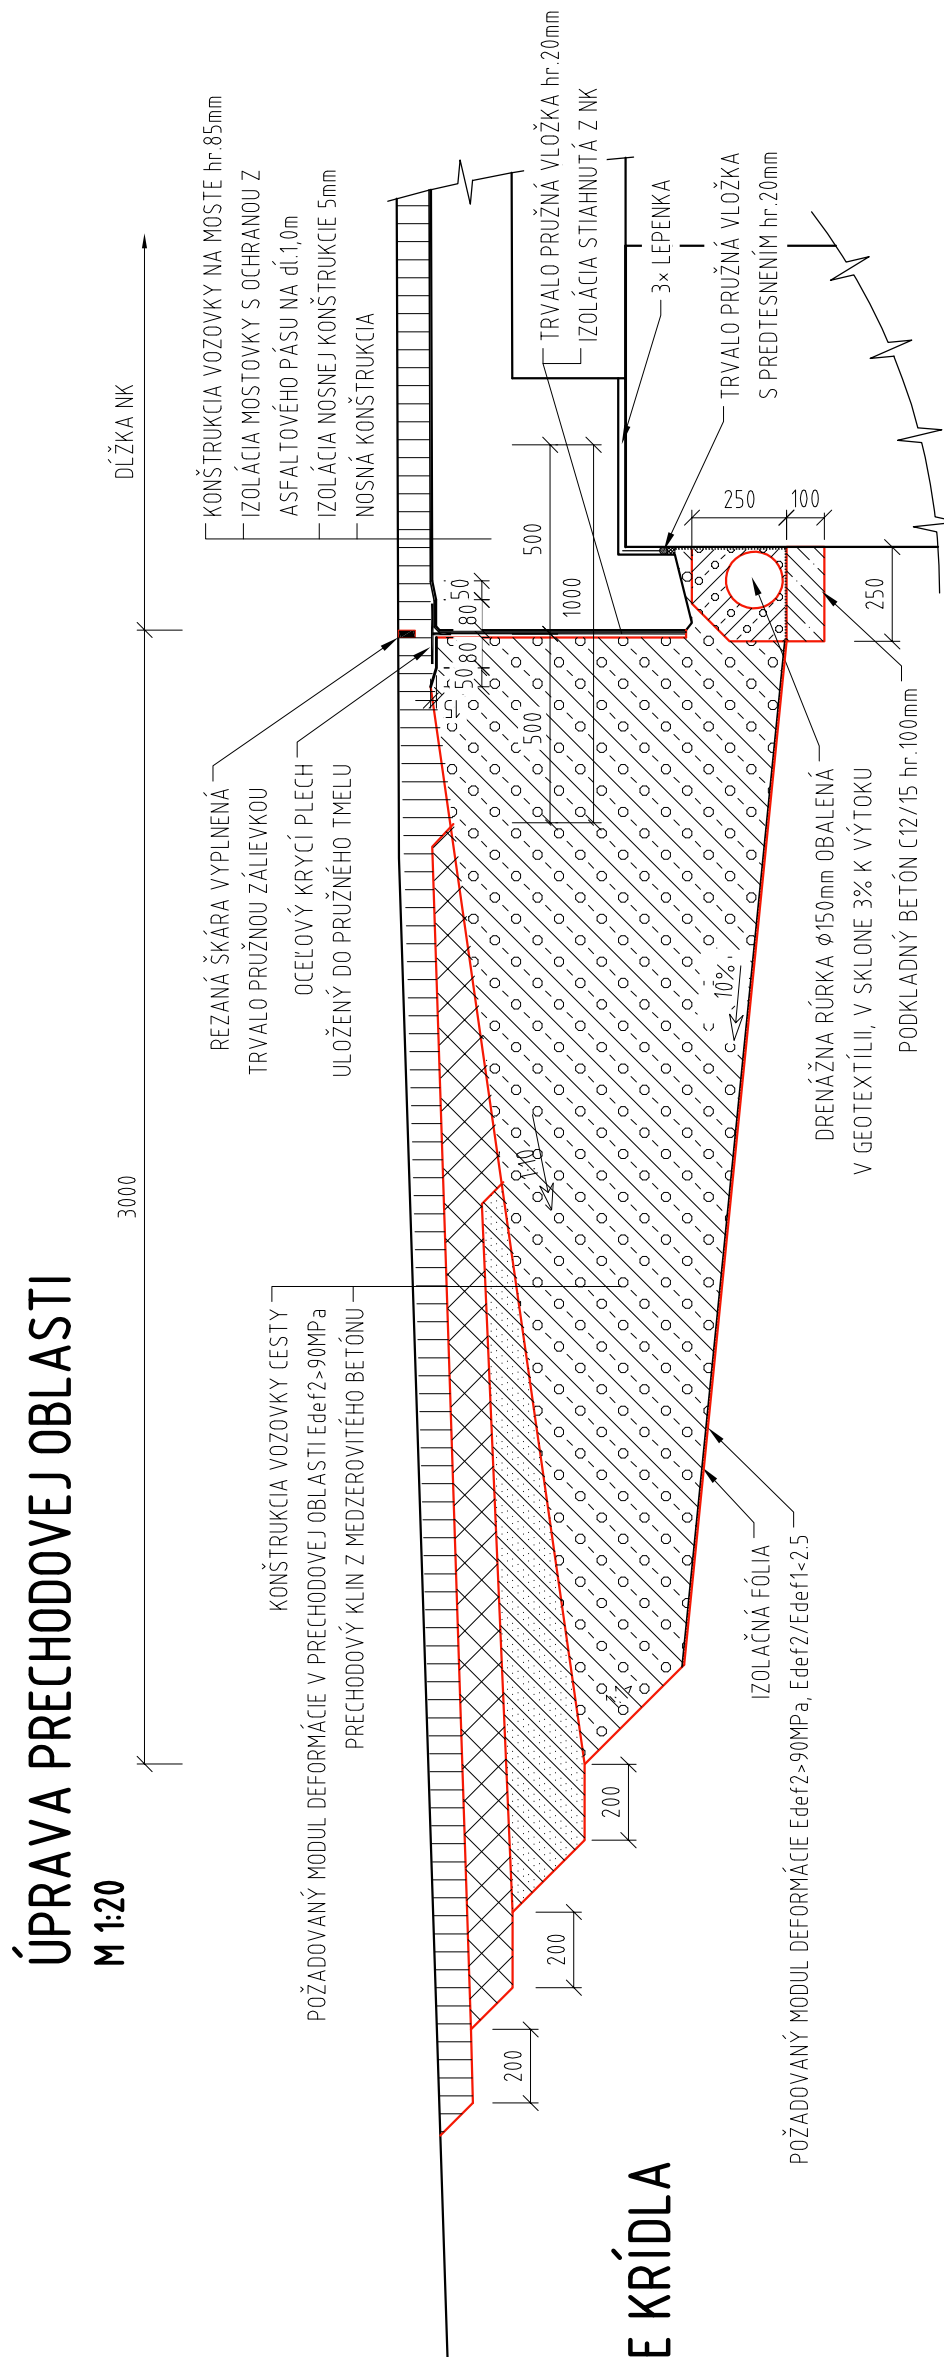 ÚPRAVA PRECHODOVEJ OBLASTI
M 1:20
3000
DĹŽKA NK
KONŠTRUKCIA VOZOVKY NA MOSTE hr.85mm
IZOLÁCIA MOSTOVKY S OCHRANOU Z
ASFALTOVÉHO PÁSU NA dĺ.1,0m
IZOLÁCIA NOSNEJ KONŠTRUKCIE 5mm
NOSNÁ KONŠTRUKCIA
REZANÁ ŠKÁRA VYPLNENÁ
TRVALO PRUŽNOU ZÁLIEVKOU
OCEĽOVÝ KRYCÍ PLECH
ULOŽENÝ DO PRUŽNÉHO TMELU
KONŠTRUKCIA VOZOVKY CESTY
POŽADOVANÝ MODUL DEFORMÁCIE V PRECHODOVEJ OBLASTI Edef2>90MPa
PRECHODOVÝ KLIN Z MEDZEROVITÉHO BETÓNU
TRVALO PRUŽNÁ VLOŽKA hr.20mm
IZOLÁCIA STIAHNUTÁ Z NK
3x LEPENKA
TRVALO PRUŽNÁ VLOŽKA
S PREDTESNENÍM hr.20mm
50
80
80
50
15
500
500
1000
250
100
250
10%
1:10
1:1
200
200
200
DRENÁŽNA RÚRKA ϕ150mm OBALENÁ
V GEOTEXTÍLII, V SKLONE 3% K VÝTOKU
PODKLADNÝ BETÓN C12/15 hr.100mm
IZOLAČNÁ FÓLIA
POŽADOVANÝ MODUL DEFORMÁCIE Edef2>90MPa, Edef2/Edef1<2.5
E KRÍDLA